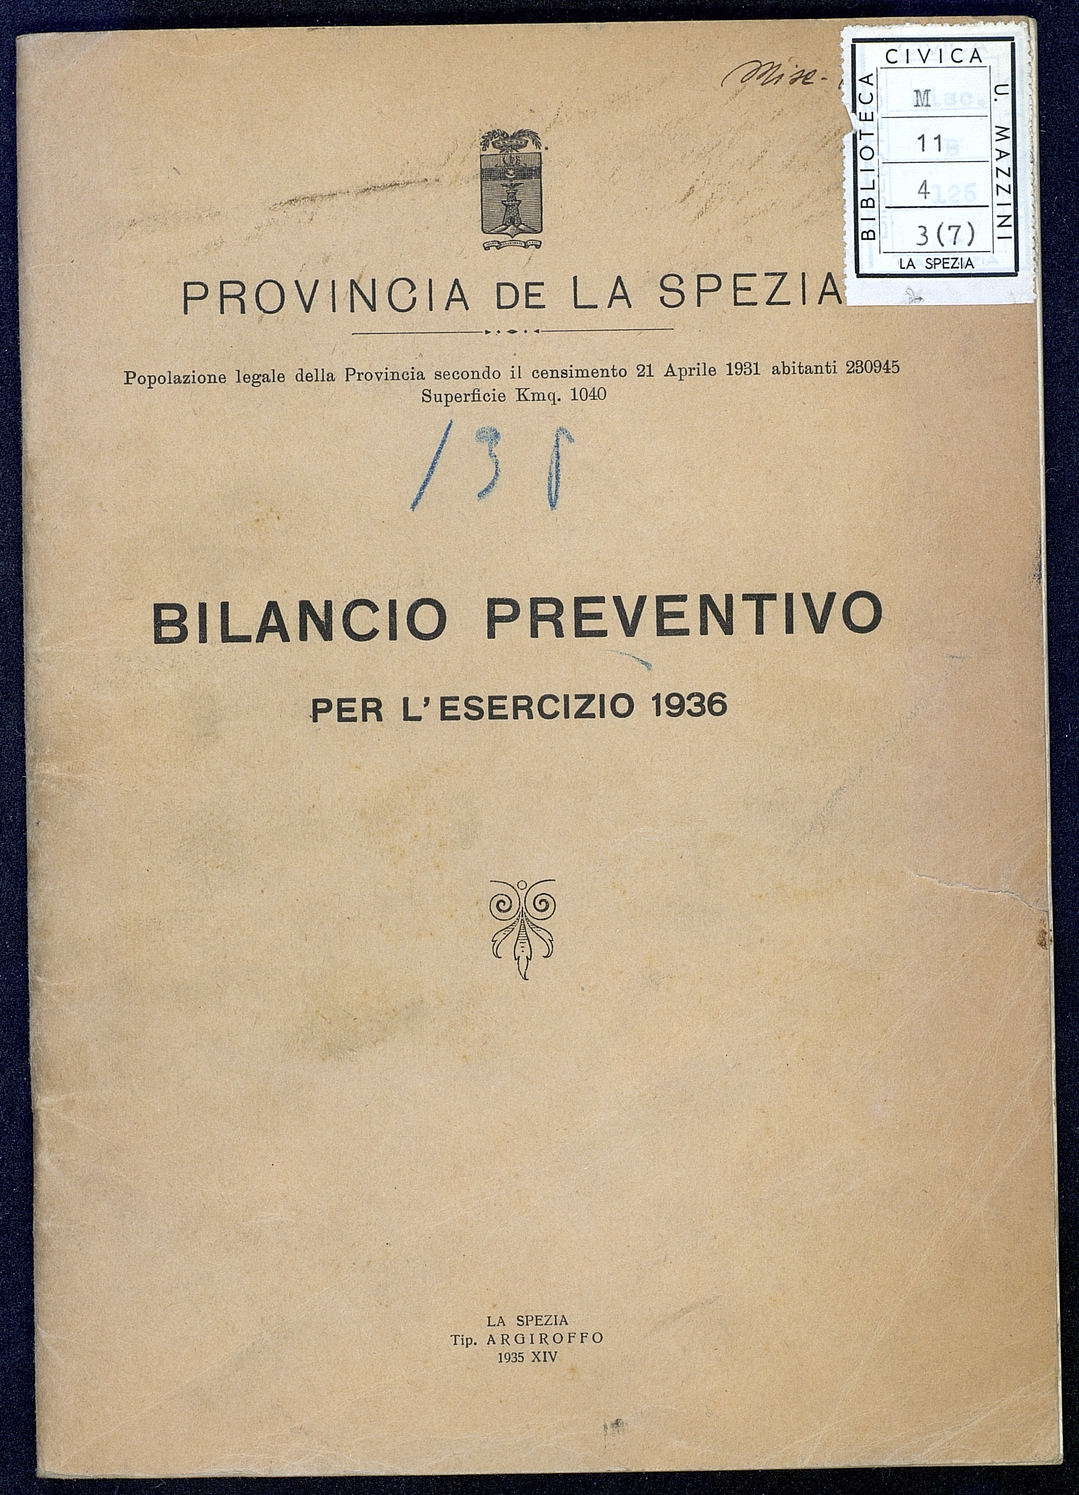 Misc-
BIBLIOTECA
CIVICA
U. MAZZINI
M
11
4
3(7)
LA SPEZIA
PROVINCIA DE LA SPEZIA
Popolazione legale della Provincia secondo il censimento 21 Aprile 1931 abitanti 230945
Superficie Kmq. 1040
BILANCIO PREVENTIVO
PER L'ESERCIZIO 1936
LA SPEZIA
Tip. ARGIROFFO
1935 XIV